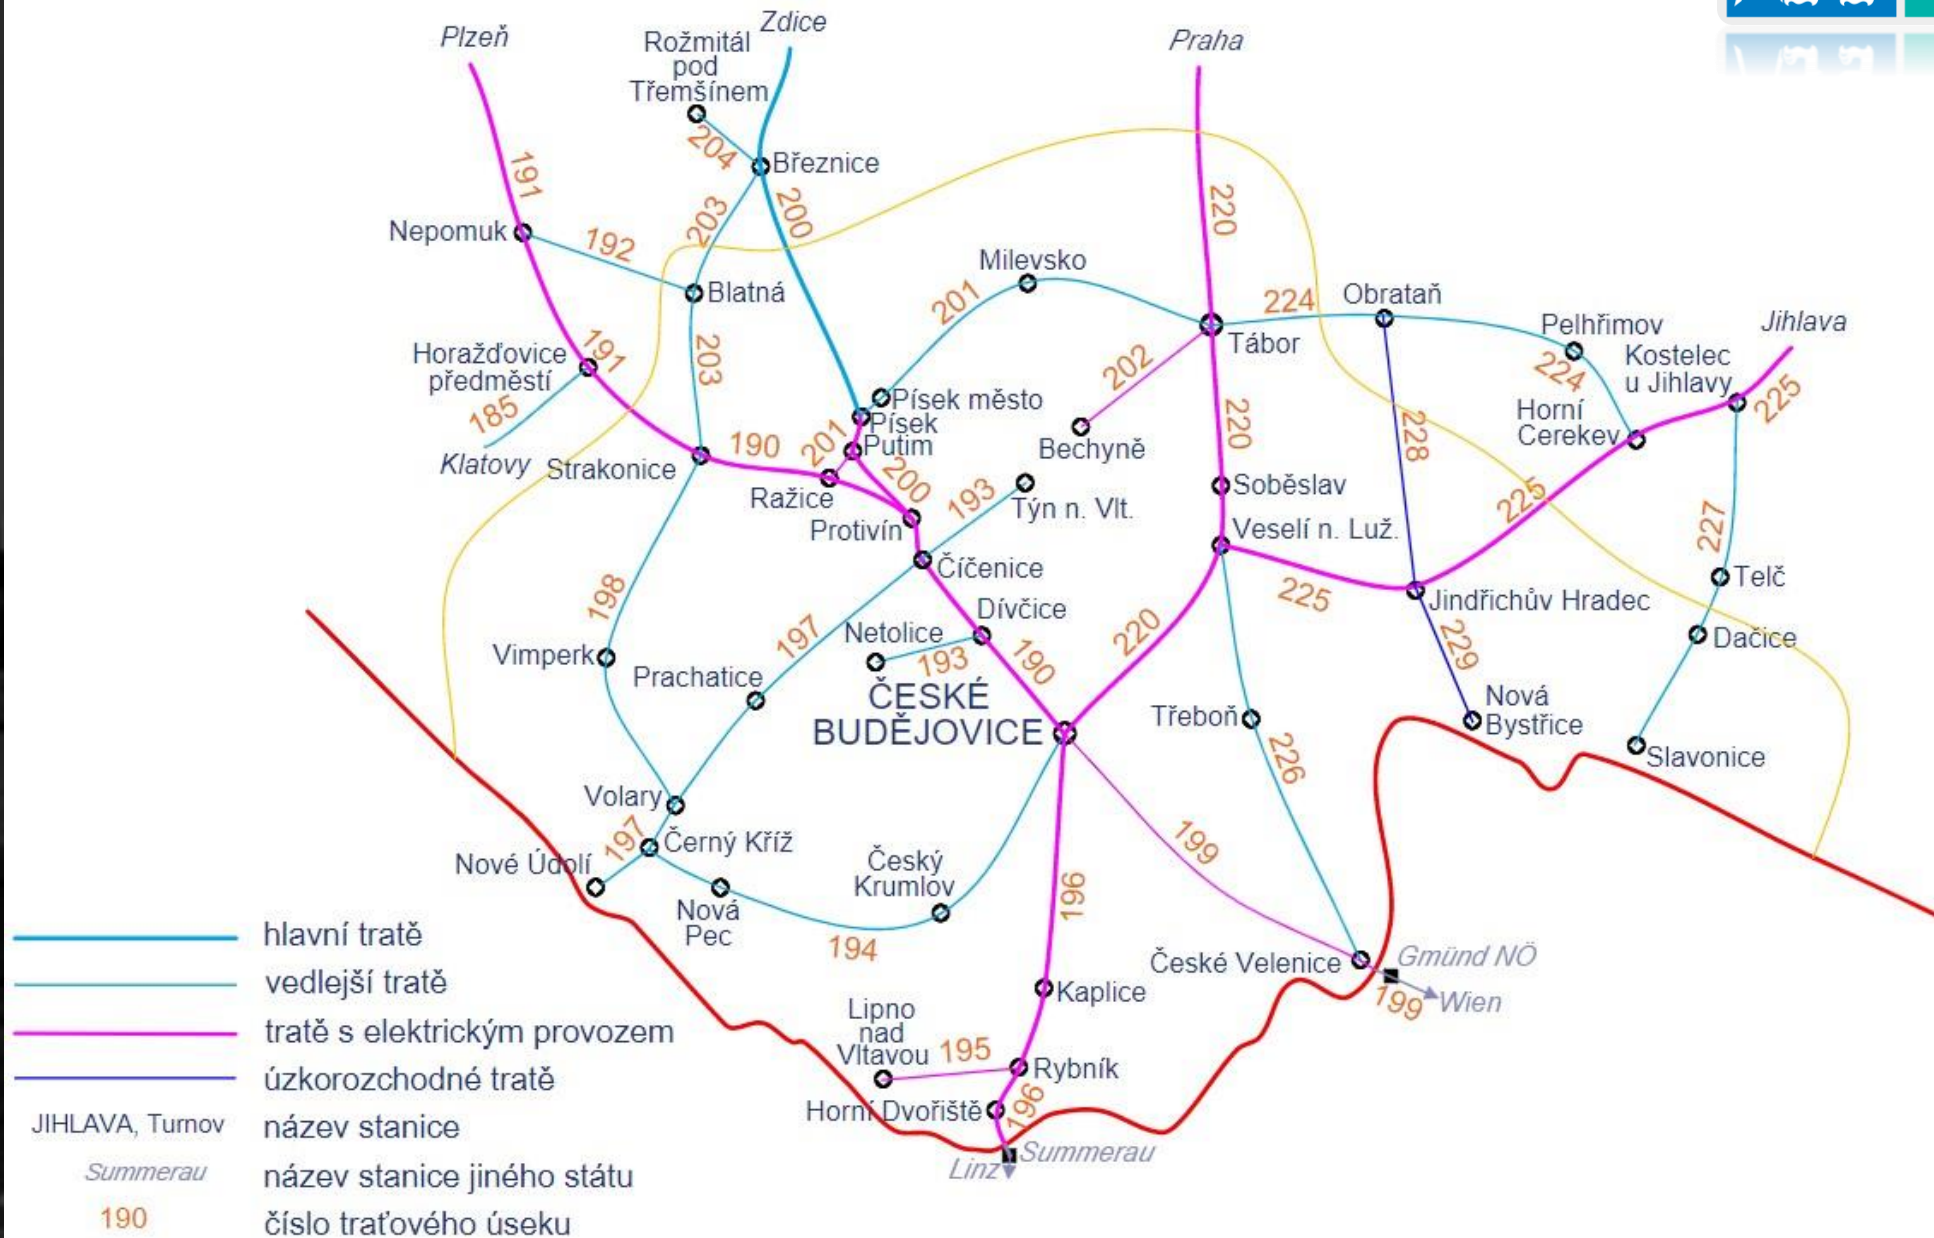 Plzeň
Zdice
Rožmitál
pod
Třemšínem
Praha
204
Březnice
191
203
200
220
Nepomuk
192
Milevsko
Blatná
201
224
Obrataň
Pelhřimov
Jihlava
Horažďovice
předměstí
191
203
Tábor
Kostelec
u Jihlavy
224
225
185
202
Písek město
Horní
Cerekev
Písek
Klatovy
Strakonice
190
201
Putim
Bechyně
220
228
Ražice
200
193
Týn n. Vlt.
Soběslav
225
Protivín
Veselí n. Luž.
227
Číčenice
Telč
198
Dívčice
225
Jindřichův Hradec
197
Netolice
193
190
220
229
Dačice
Vimperk
Prachatice
ČESKÉ
BUDĚJOVICE
Třeboň
Nová
Bystřice
226
Slavonice
Volary
197
Černý Kříž
Nové Údolí
Český
Krumlov
199
196
Nová
Pec
194
České Velenice
Gmünd NÖ
199
Wien
Kaplice
Lipno
nad
Vltavou
195
Rybník
Horní Dvořiště
196
Summerau
Linz
hlavní tratě
vedlejší tratě
tratě s elektrickým provozem
úzkorozchodné tratě
JIHLAVA, Turnov
název stanice
Summerau
název stanice jiného státu
190
číslo traťového úseku